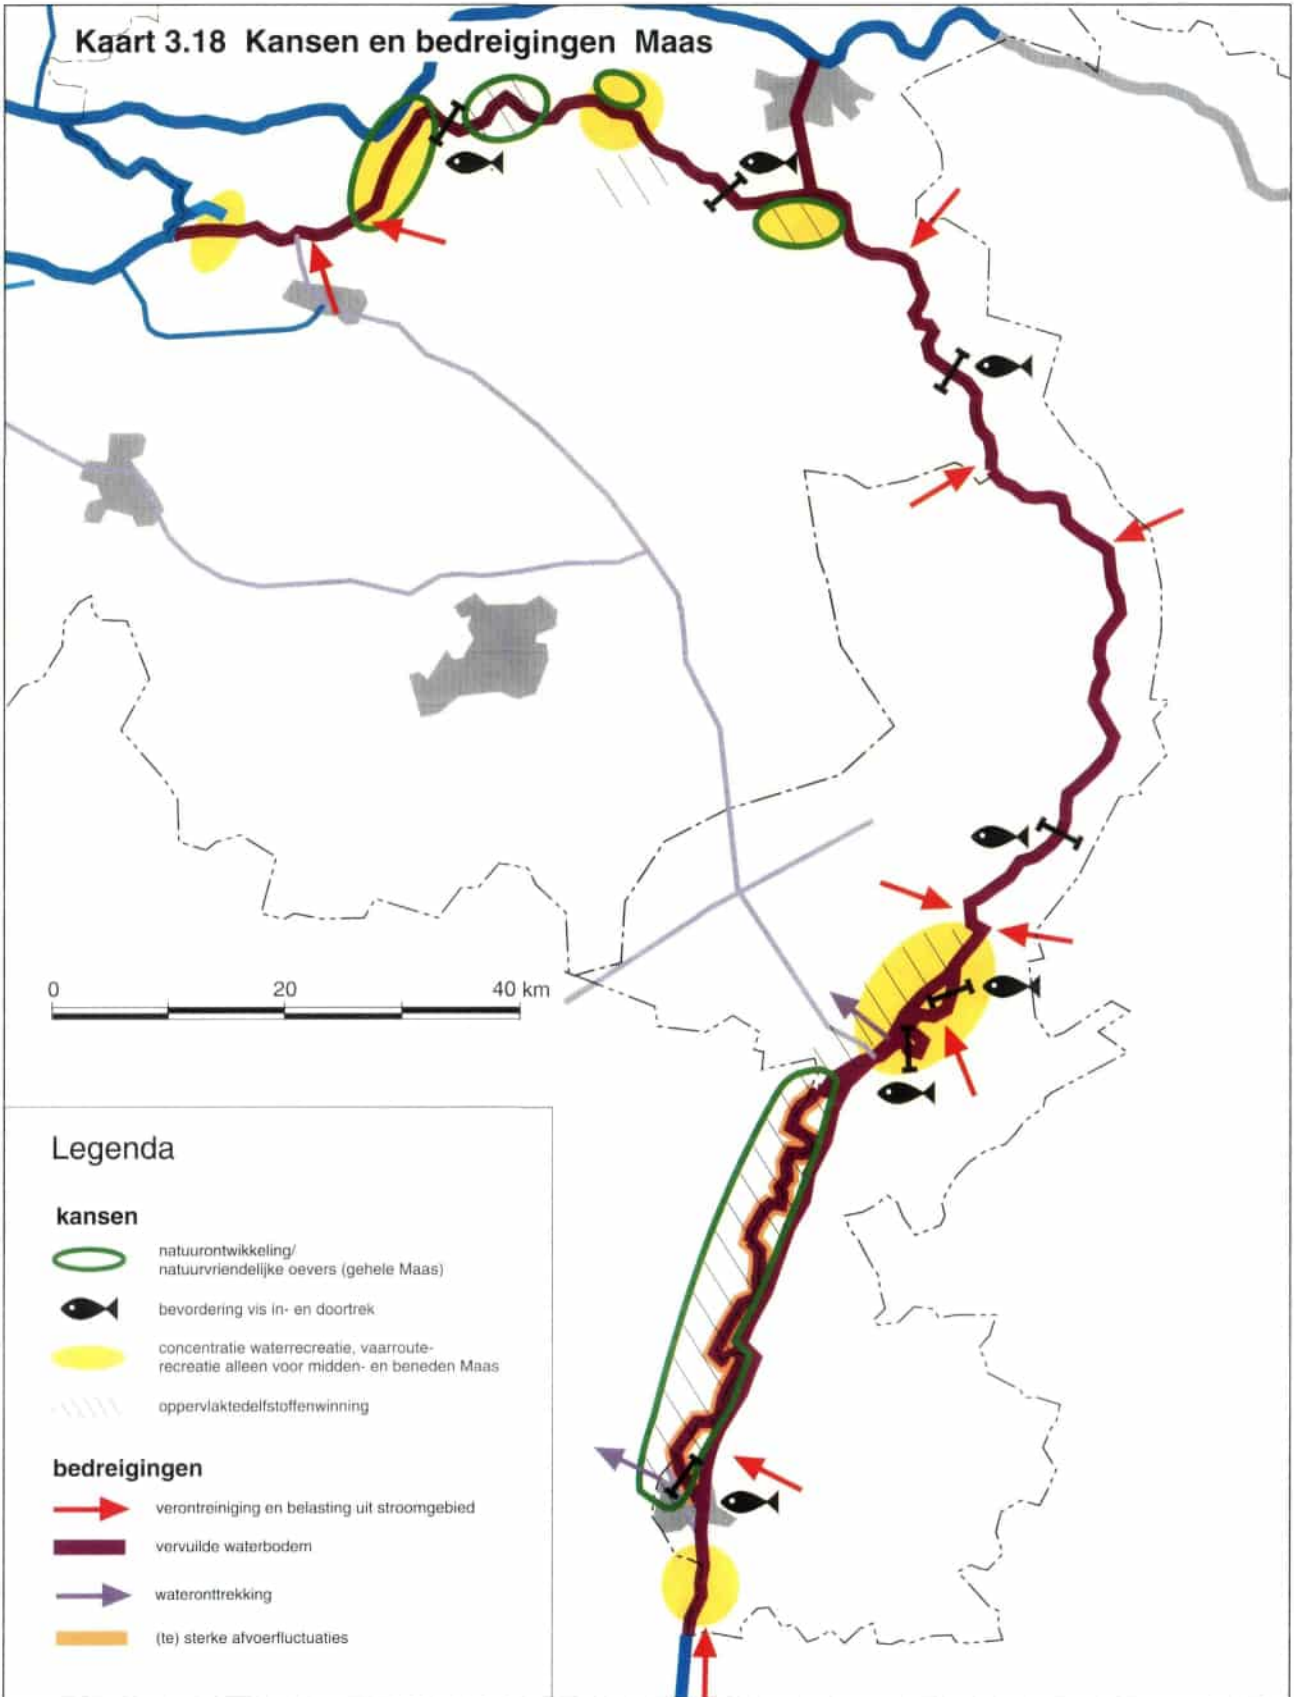 Kaart 3.18 Kansen en bedreigingen Maas
0 20 40 km
Legenda
kansen
natuurontwikkeling/
natuurvriendelijke oevers (gehele Maas)
bevordering vis in- en doortrek
concentratie waterrecreatie, vaarroute-
recreatie alleen voor midden- en beneden Maas
oppervlaktedelfstoffenwinning
bedreigingen
verontreiniging en belasting uit stroomgebied
vervuilde waterbodem
wateronttrekking
(te) sterke afvoerfluctuaties